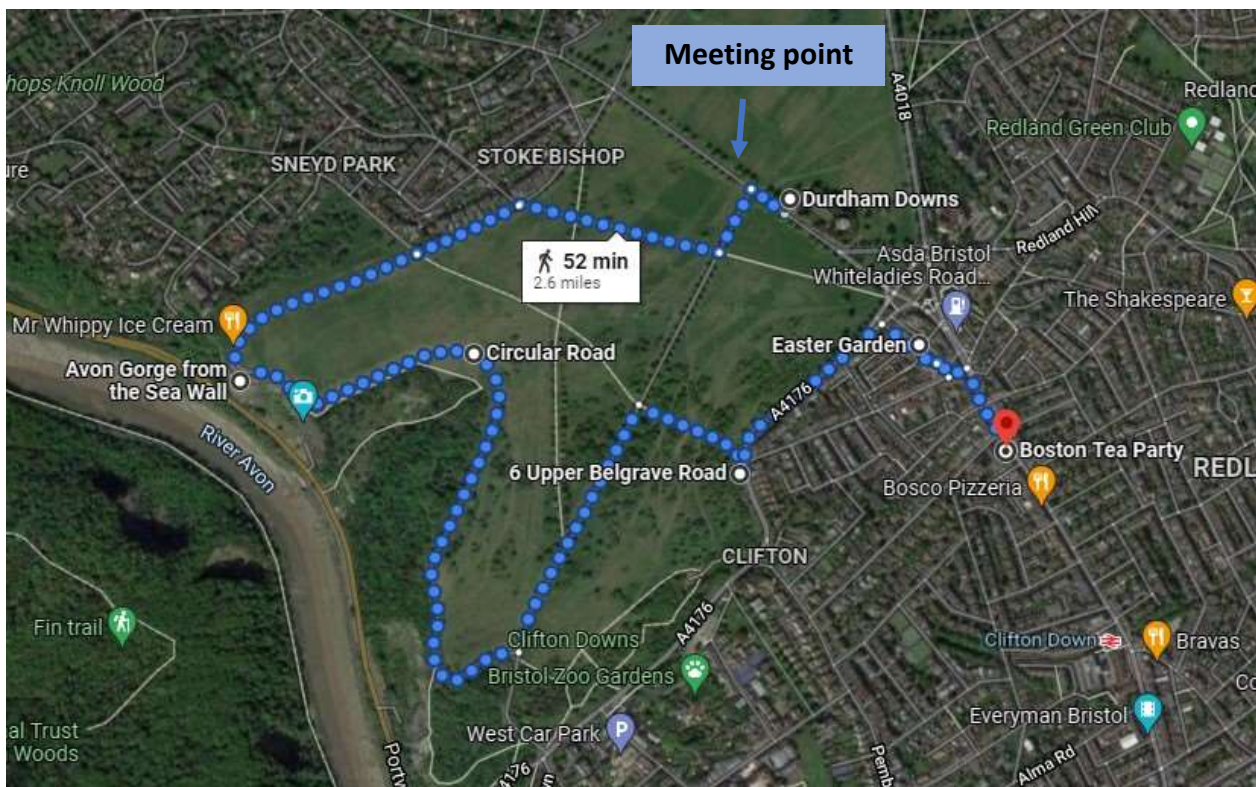 Meeting point
hops Knoll Wood
A4018
Redland
Redland Green Club
ure
SNEYD PARK
STOKE BISHOP
Durdham Downs
Redland Hill
52 min
2.6 miles
Asda Bristol
Whiteladies Road...
The Shakespeare
Mr Whippy Ice Cream
Easter Garden
Circular Road
Avon Gorge from
the Sea Wall
A4176
River Avon
Boston Tea Party
6 Upper Belgrave Road
REDL
Bosco Pizzeria
CLIFTON
A4176
Fin trail
Clifton Downs
Clifton Down
Bravas
Bristol Zoo Gardens
Co
Everyman Bristol
al Trust
Woods
West Car Park
P
Portw
A4176
wn
Pemb
Alma Rd